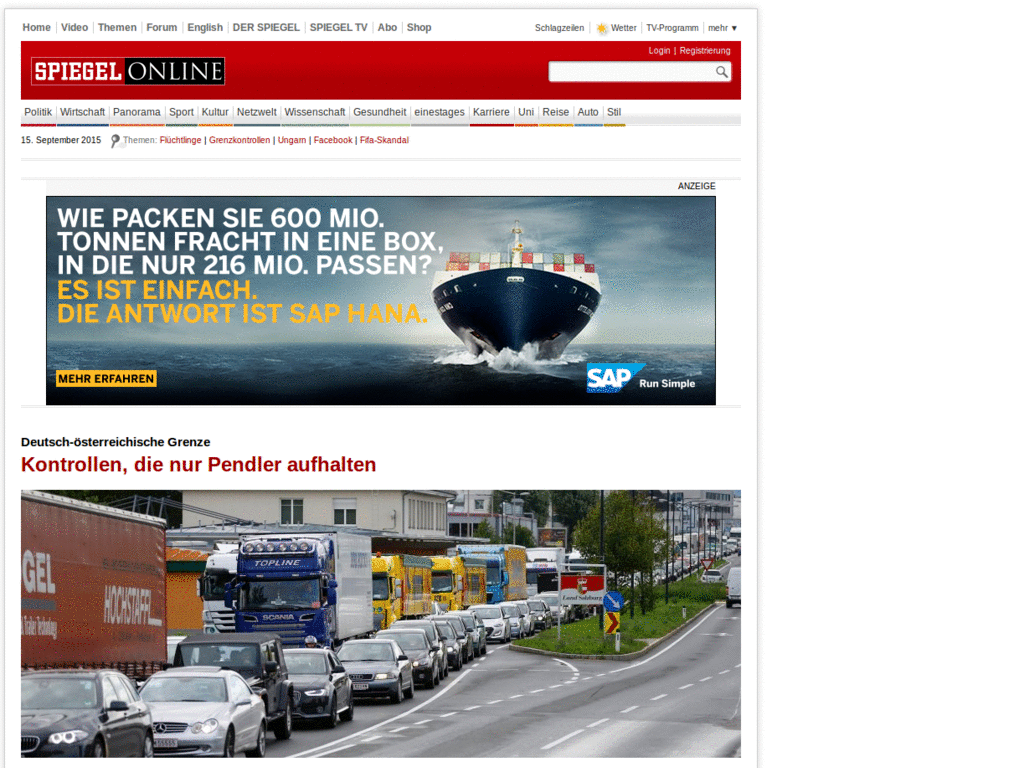 Home Video Themen Forum English DER SPIEGEL SPIEGEL TV Abo Shop
Schlagzeilen Wetter TV-Programm mehr ▼
Login | Registrierung
SPIEGEL ONLINE
Politik Wirtschaft Panorama Sport Kultur Netzwelt Wissenschaft Gesundheit einestages Karriere Uni Reise Auto Stil
15. September 2015 Themen: Flüchtlinge | Grenzkontrollen | Ungarn | Facebook | Fifa-Skandal
ANZEIGE
WIE PACKEN SIE 600 MIO.
TONNEN FRACHT IN EINE BOX,
IN DIE NUR 216 MIO. PASSEN?
ES IST EINFACH.
DIE ANTWORT IST SAP HANA.
MEHR ERFAHREN
SAP Run Simple
Deutsch-österreichische Grenze
Kontrollen, die nur Pendler aufhalten
GEL
HOCHSTAFFEL
TOPLINE
SCANIA
Land Salzburg